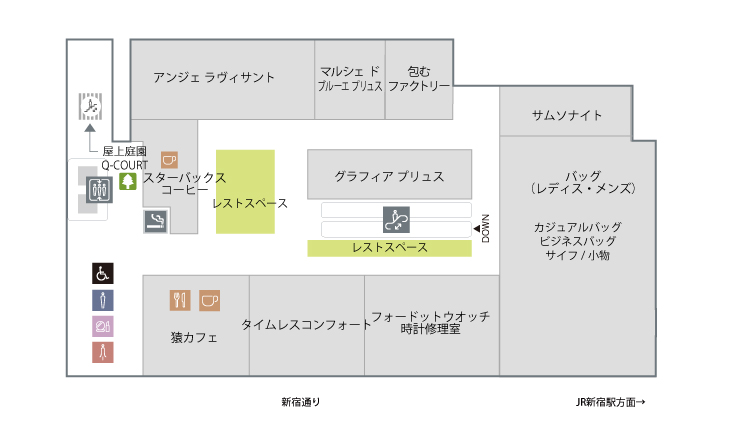 アンジェ ラヴィサント
マルシェ ド
ブルーエ プリュス
包む
ファクトリー
サムソナイト
屋上庭園
Q-COURT
スターバックス
コーヒー
レストスペース
グラフィア プリュス
バッグ
（レディス・メンズ）
カジュアルバッグ
ビジネスバッグ
サイフ / 小物
DOWN
レストスペース
猿カフェ
タイムレスコンフォート
フォードットウオッチ
時計修理室
新宿通り
JR新宿駅方面→